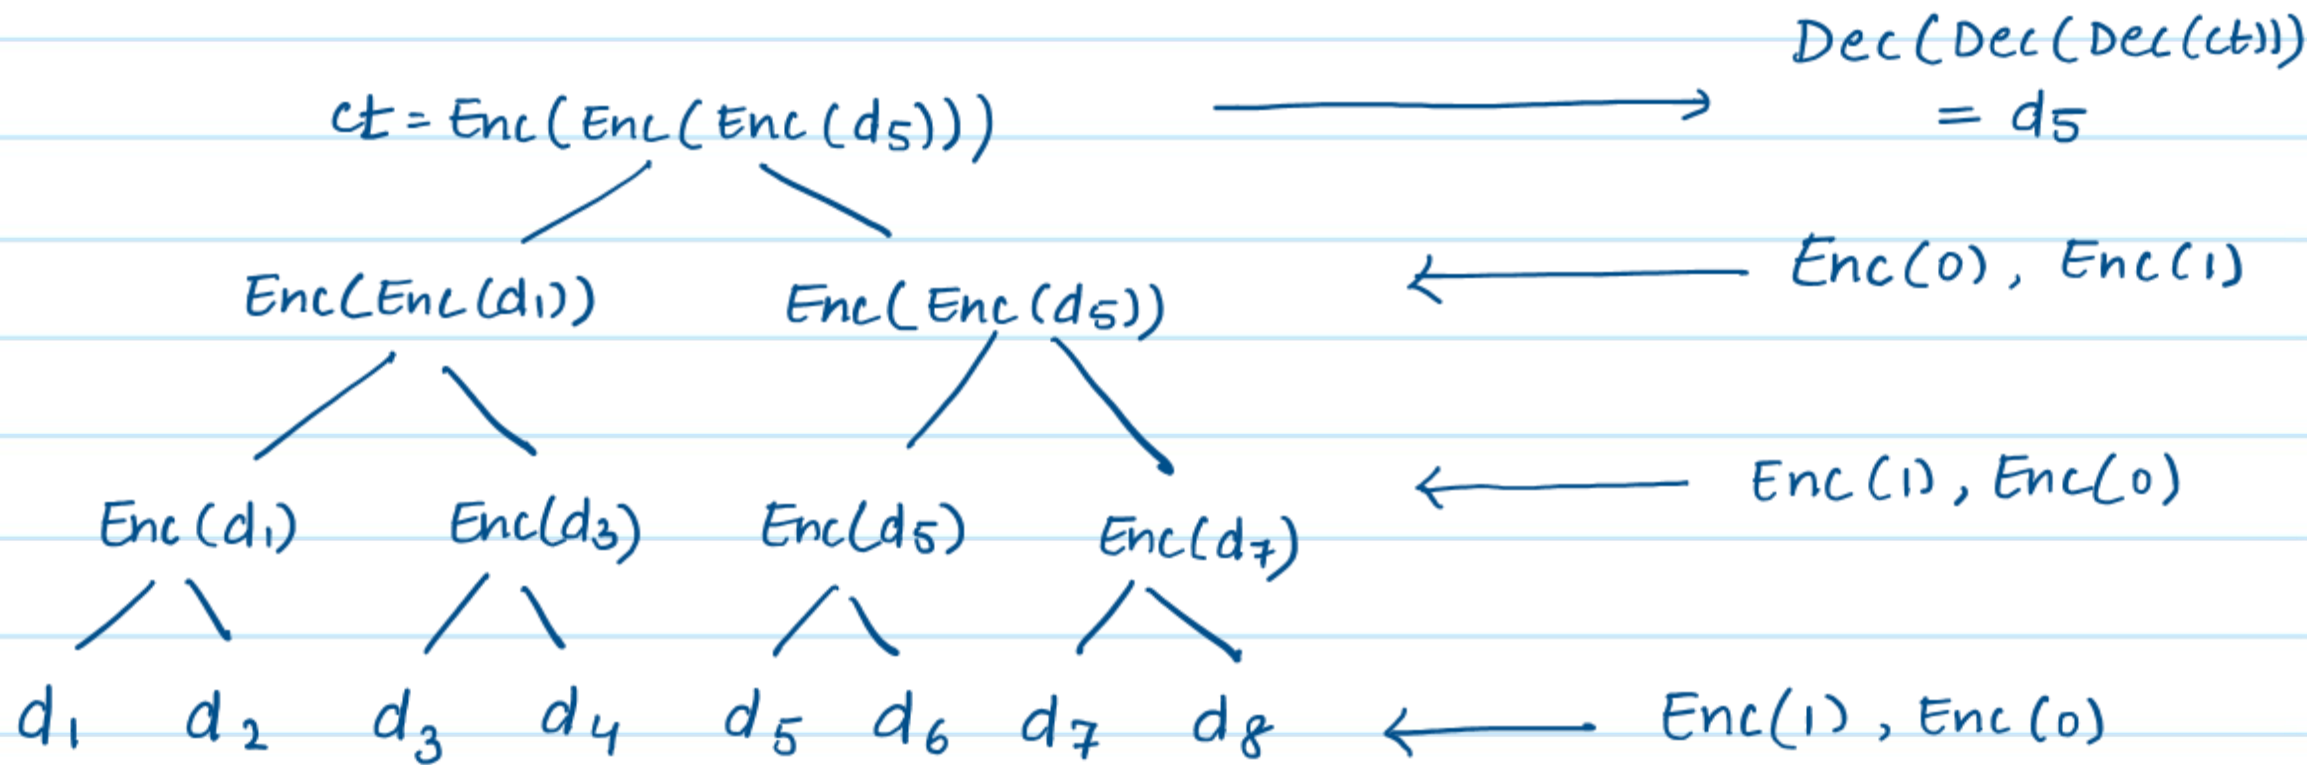 Dec(Dec(Dec(ct)))
ct = Enc(Enc(Enc(d5))) = d5
Enc(Enc(d1)) Enc(Enc(d5)) Enc(0), Enc(1)
Enc(d1) Enc(d3) Enc(d5) Enc(d7) Enc(1), Enc(0)
d1 d2 d3 d4 d5 d6 d7 d8 Enc(1), Enc(0)